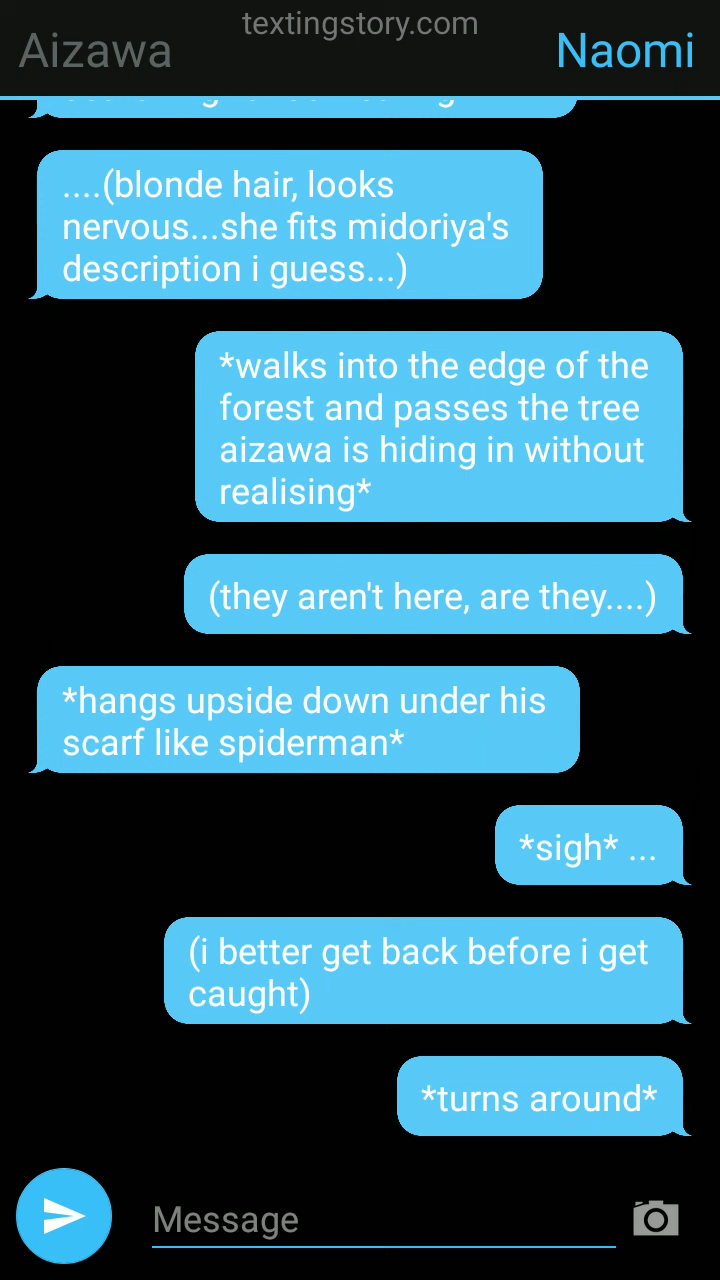 textingstory.com
Aizawa
Naomi
....(blonde hair, looks
nervous...she fits midoriya's
description i guess...)
*walks into the edge of the
forest and passes the tree
aizawa is hiding in without
realising*
(they aren't here, are they....)
*hangs upside down under his
scarf like spiderman*
*sigh* ...
(i better get back before i get
caught)
*turns around*
Message